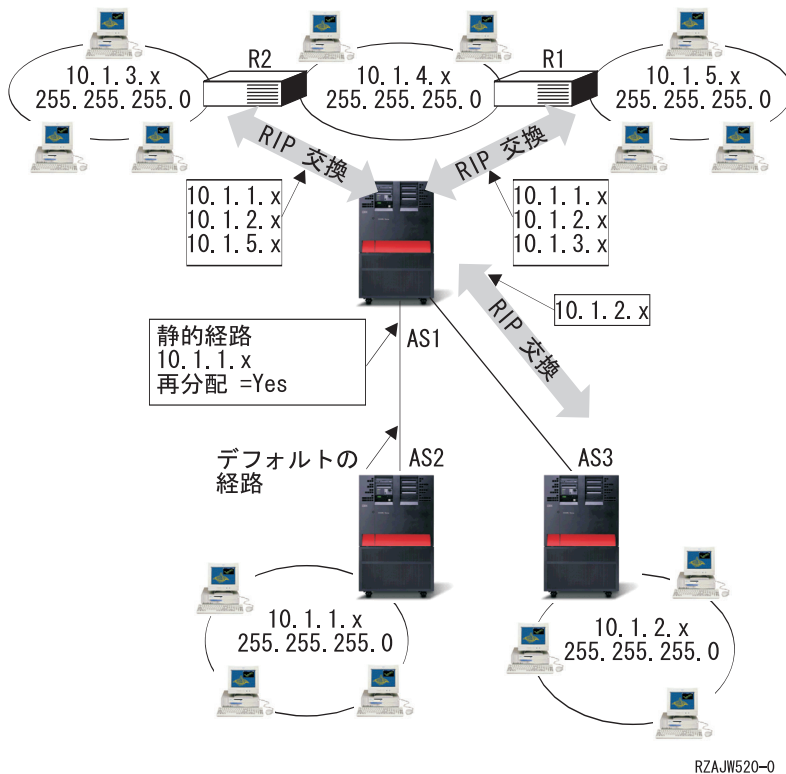 R2
R1
10.1.3.x
255.255.255.0
10.1.4.x
255.255.255.0
10.1.5.x
255.255.255.0
RIP 交換
RIP 交換
10.1.1.x
10.1.2.x
10.1.5.x
10.1.1.x
10.1.2.x
10.1.3.x
10.1.2.x
RIP 交換
静的経路
10.1.1.x
再分配 =Yes
AS1
デフォルトの
経路
AS2
AS3
10.1.1.x
255.255.255.0
10.1.2.x
255.255.255.0
RZAJW520-0